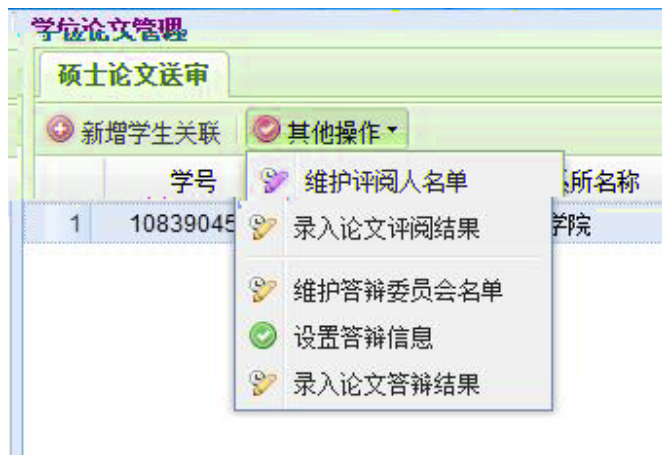 学位论文管理
硕士论文送审
新增学生关联 其他操作
学号 所名称
1 10839045 学院
维护评阅人名单
录入论文评阅结果
维护答辩委员会名单
设置答辩信息
录入论文答辩结果